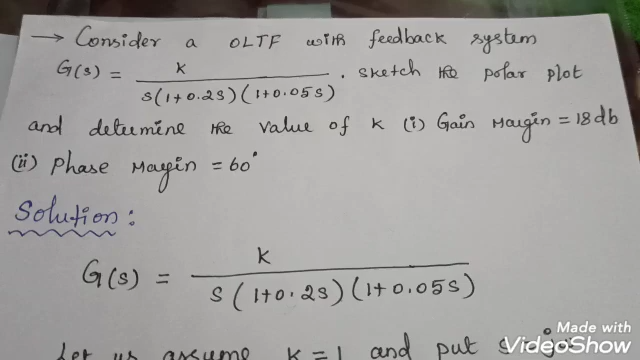 → Consider a OLTF with feedback system
G(s) = k / s(1+0.2s)(1+0.05s) . sketch the polar plot
and determine the value of k (i) Gain Margin = 18db
(ii) Phase Margin = 60°
Solution:
G(s) = k / s(1+0.2s)(1+0.05s)
Let us assume k = 1 and put
Made with
VideoShow